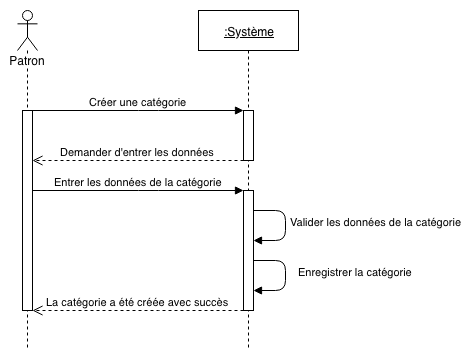 :Système
Patron
Créer une catégorie
Demander d'entrer les données
Entrer les données de la catégorie
Valider les données de la catégorie
Enregistrer la catégorie
La catégorie a été créée avec succès